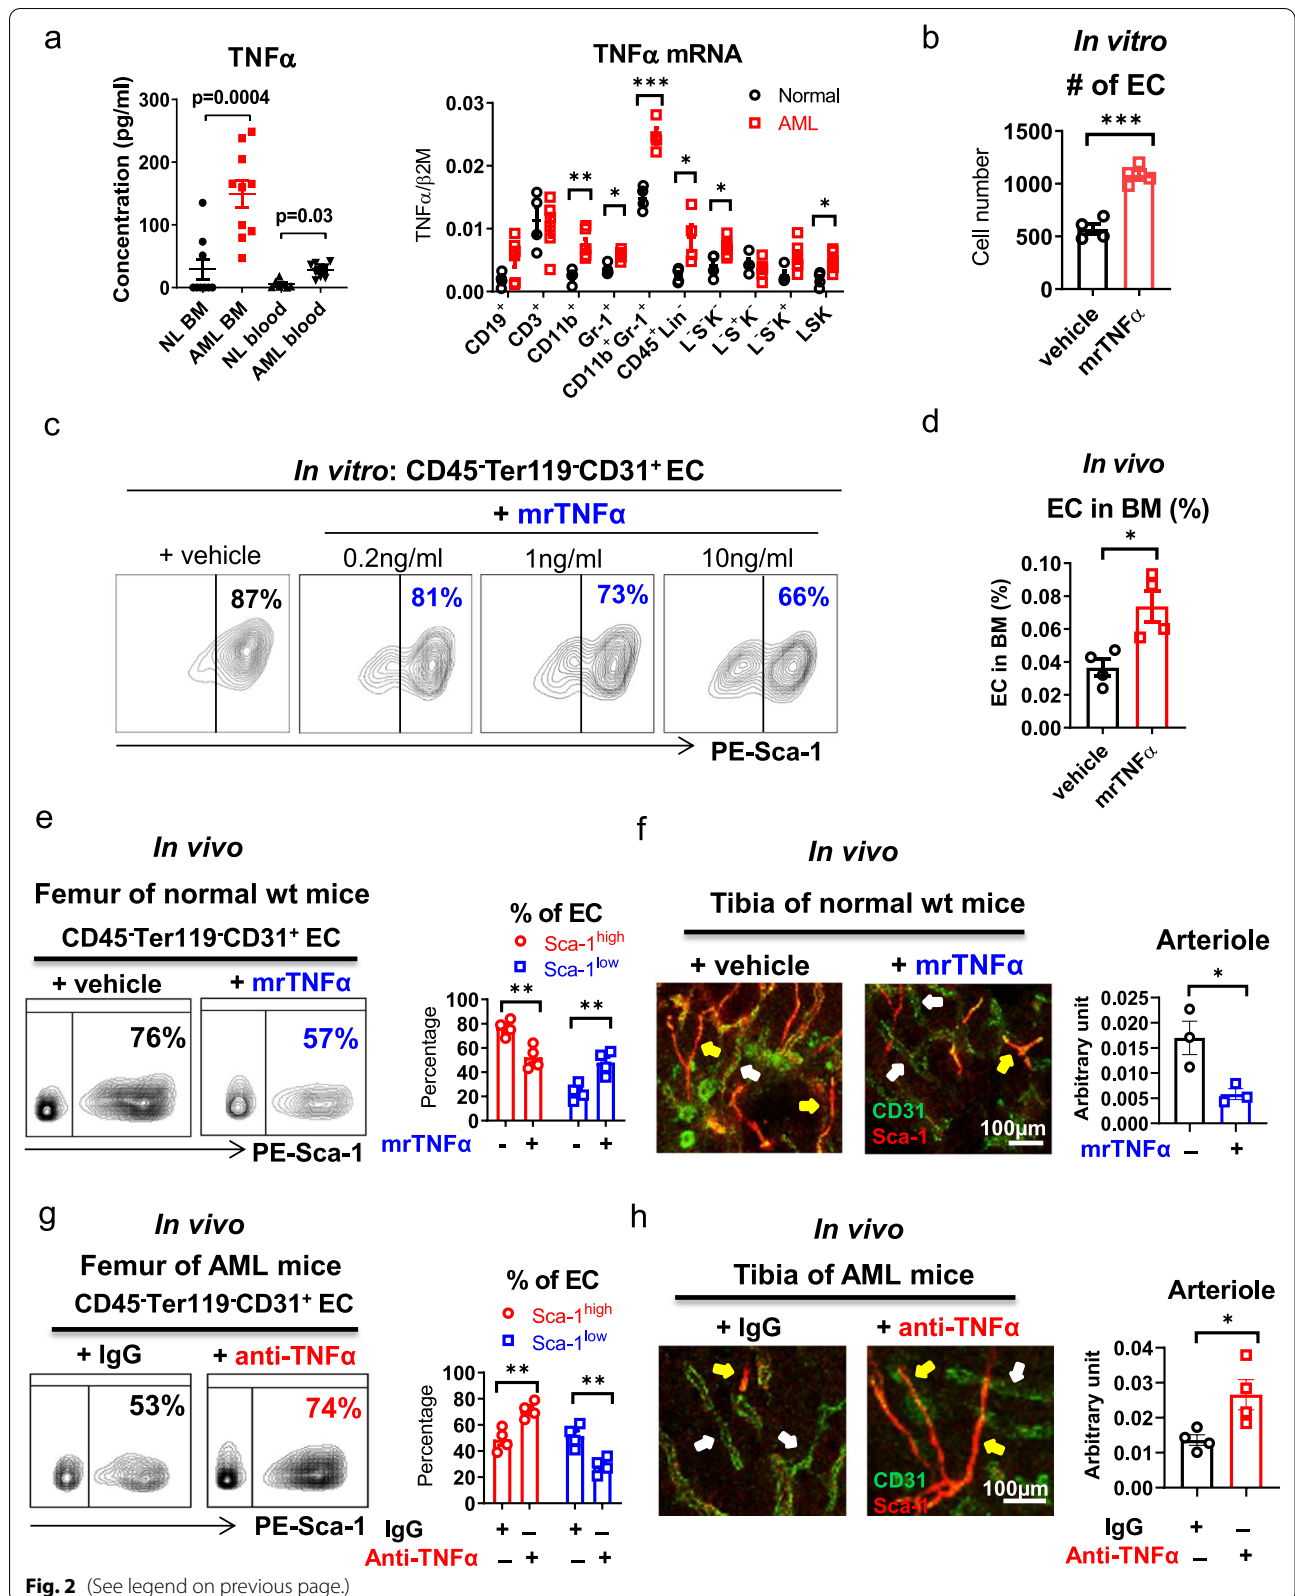 a
TNFα
Concentration (pg/ml)
300
200
100
0
p=0.0004
p=0.03
NL BM
AML BM
NL blood
AML blood
TNFα mRNA
TNFα/β2M
0.03
0.02
0.01
0.00
***
**
*
*
*
*
Normal
AML
CD19+
CD3+
CD11b+
Gr-1+
CD11b+Gr-1+
CD45+Lin-
L-S-K-
L-S+K-
L-S-K+
LSK
b
In vitro
# of EC
***
Cell number
1500
1000
500
0
vehicle
mrTNFα
c
In vitro: CD45-Ter119-CD31+ EC
+ mrTNFα
+ vehicle
0.2ng/ml
1ng/ml
10ng/ml
87%
81%
73%
66%
PE-Sca-1
d
In vivo
EC in BM (%)
*
EC in BM (%)
0.10
0.08
0.06
0.04
0.02
0.00
vehicle
mrTNFα
e
In vivo
Femur of normal wt mice
CD45-Ter119-CD31+ EC
+ vehicle
+ mrTNFα
76%
57%
PE-Sca-1
% of EC
Sca-1high
Sca-1low
** **
Percentage
100
80
60
40
20
0
mrTNFα - + - +
f
In vivo
Tibia of normal wt mice
+ vehicle
+ mrTNFα
CD31
Sca-1
100μm
Arteriole
*
Arbitrary unit
0.025
0.020
0.015
0.010
0.005
0.000
mrTNFα – +
g
In vivo
Femur of AML mice
CD45-Ter119-CD31+ EC
+ IgG
+ anti-TNFα
53%
74%
PE-Sca-1
% of EC
Sca-1high
Sca-1low
** **
Percentage
100
80
60
40
20
0
IgG + – + –
Anti-TNFα – + – +
h
In vivo
Tibia of AML mice
+ IgG
+ anti-TNFα
CD31
Sca-1
100μm
Arteriole
*
Arbitrary unit
0.04
0.03
0.02
0.01
0.00
IgG + –
Anti-TNFα – +
Fig. 2 (See legend on previous page.)